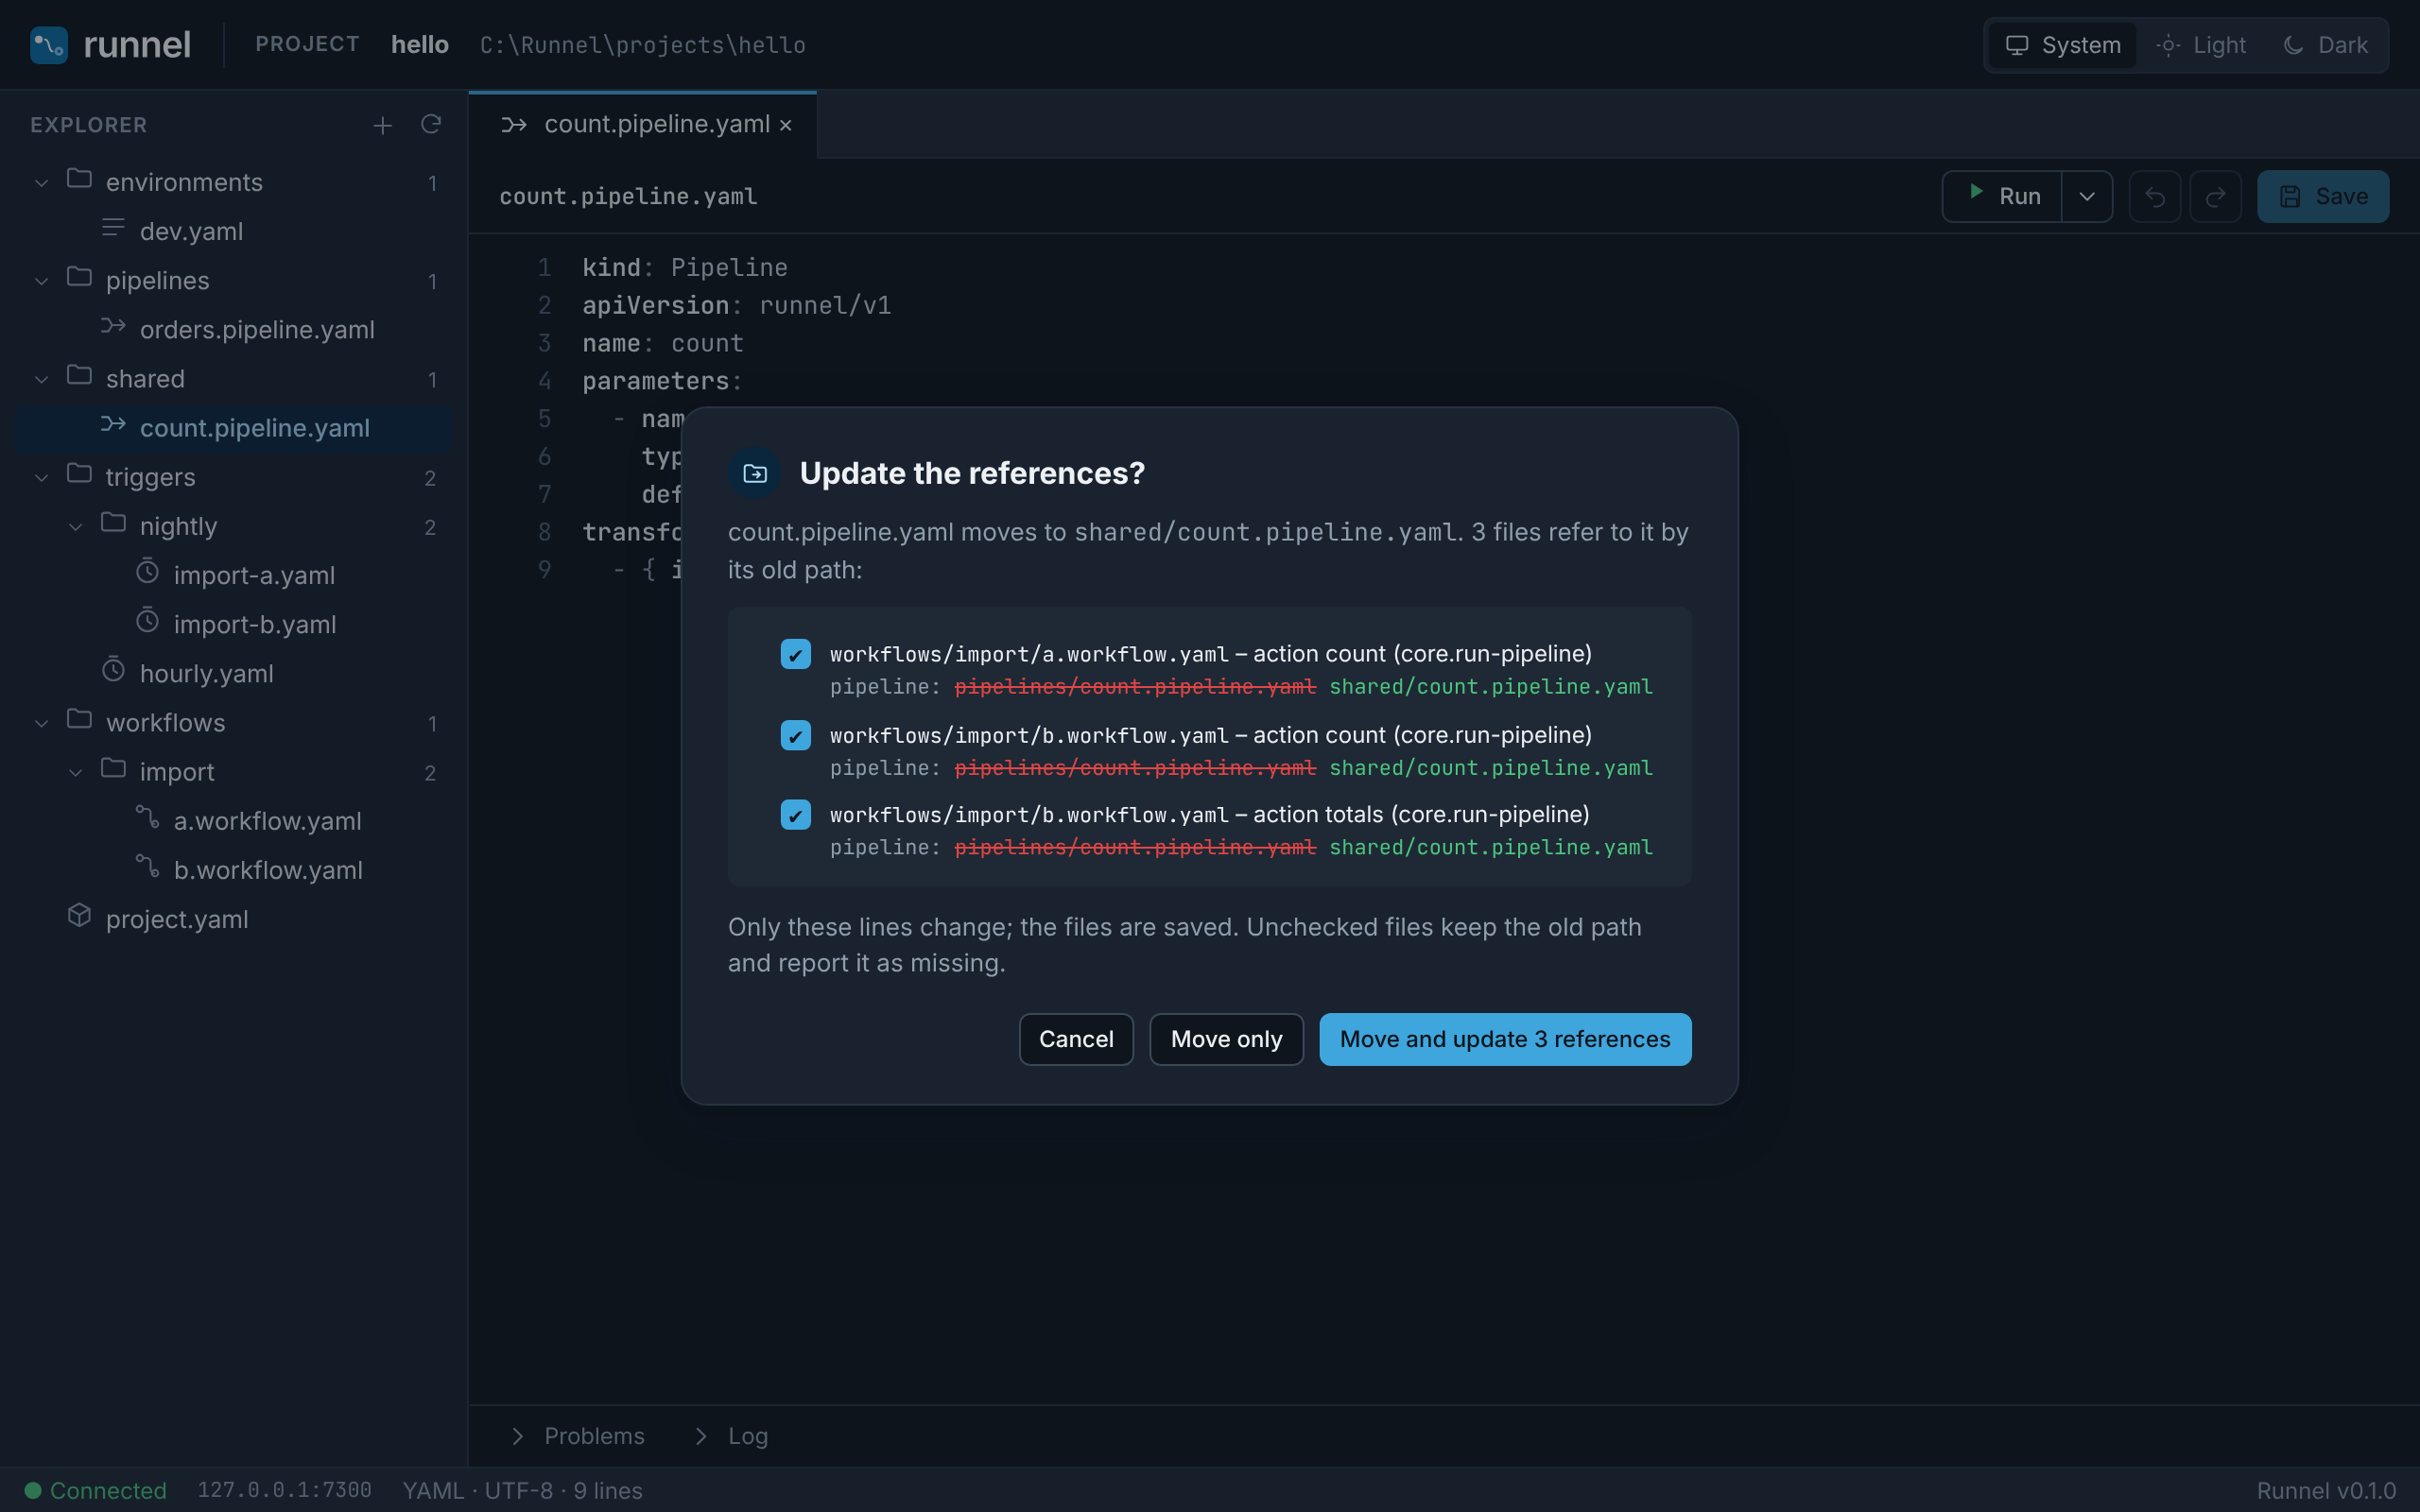 runnel PROJECT hello C:\Runnel\projects\hello System Light Dark
EXPLORER
environments 1
dev.yaml
pipelines 1
orders.pipeline.yaml
shared 1
count.pipeline.yaml
triggers 2
nightly 2
import-a.yaml
import-b.yaml
hourly.yaml
workflows 1
import 2
a.workflow.yaml
b.workflow.yaml
project.yaml
count.pipeline.yaml ×
count.pipeline.yaml Run Save
1 kind: Pipeline
2 apiVersion: runnel/v1
3 name: count
4 parameters:
5 - nam
6 typ
7 def
8 transfo
9 - { i
Update the references?
count.pipeline.yaml moves to shared/count.pipeline.yaml. 3 files refer to it by
its old path:
workflows/import/a.workflow.yaml – action count (core.run-pipeline)
pipeline: pipelines/count.pipeline.yaml shared/count.pipeline.yaml
workflows/import/b.workflow.yaml – action count (core.run-pipeline)
pipeline: pipelines/count.pipeline.yaml shared/count.pipeline.yaml
workflows/import/b.workflow.yaml – action totals (core.run-pipeline)
pipeline: pipelines/count.pipeline.yaml shared/count.pipeline.yaml
Only these lines change; the files are saved. Unchecked files keep the old path
and report it as missing.
Cancel Move only Move and update 3 references
Problems Log
Connected 127.0.0.1:7300 YAML · UTF-8 · 9 lines Runnel v0.1.0